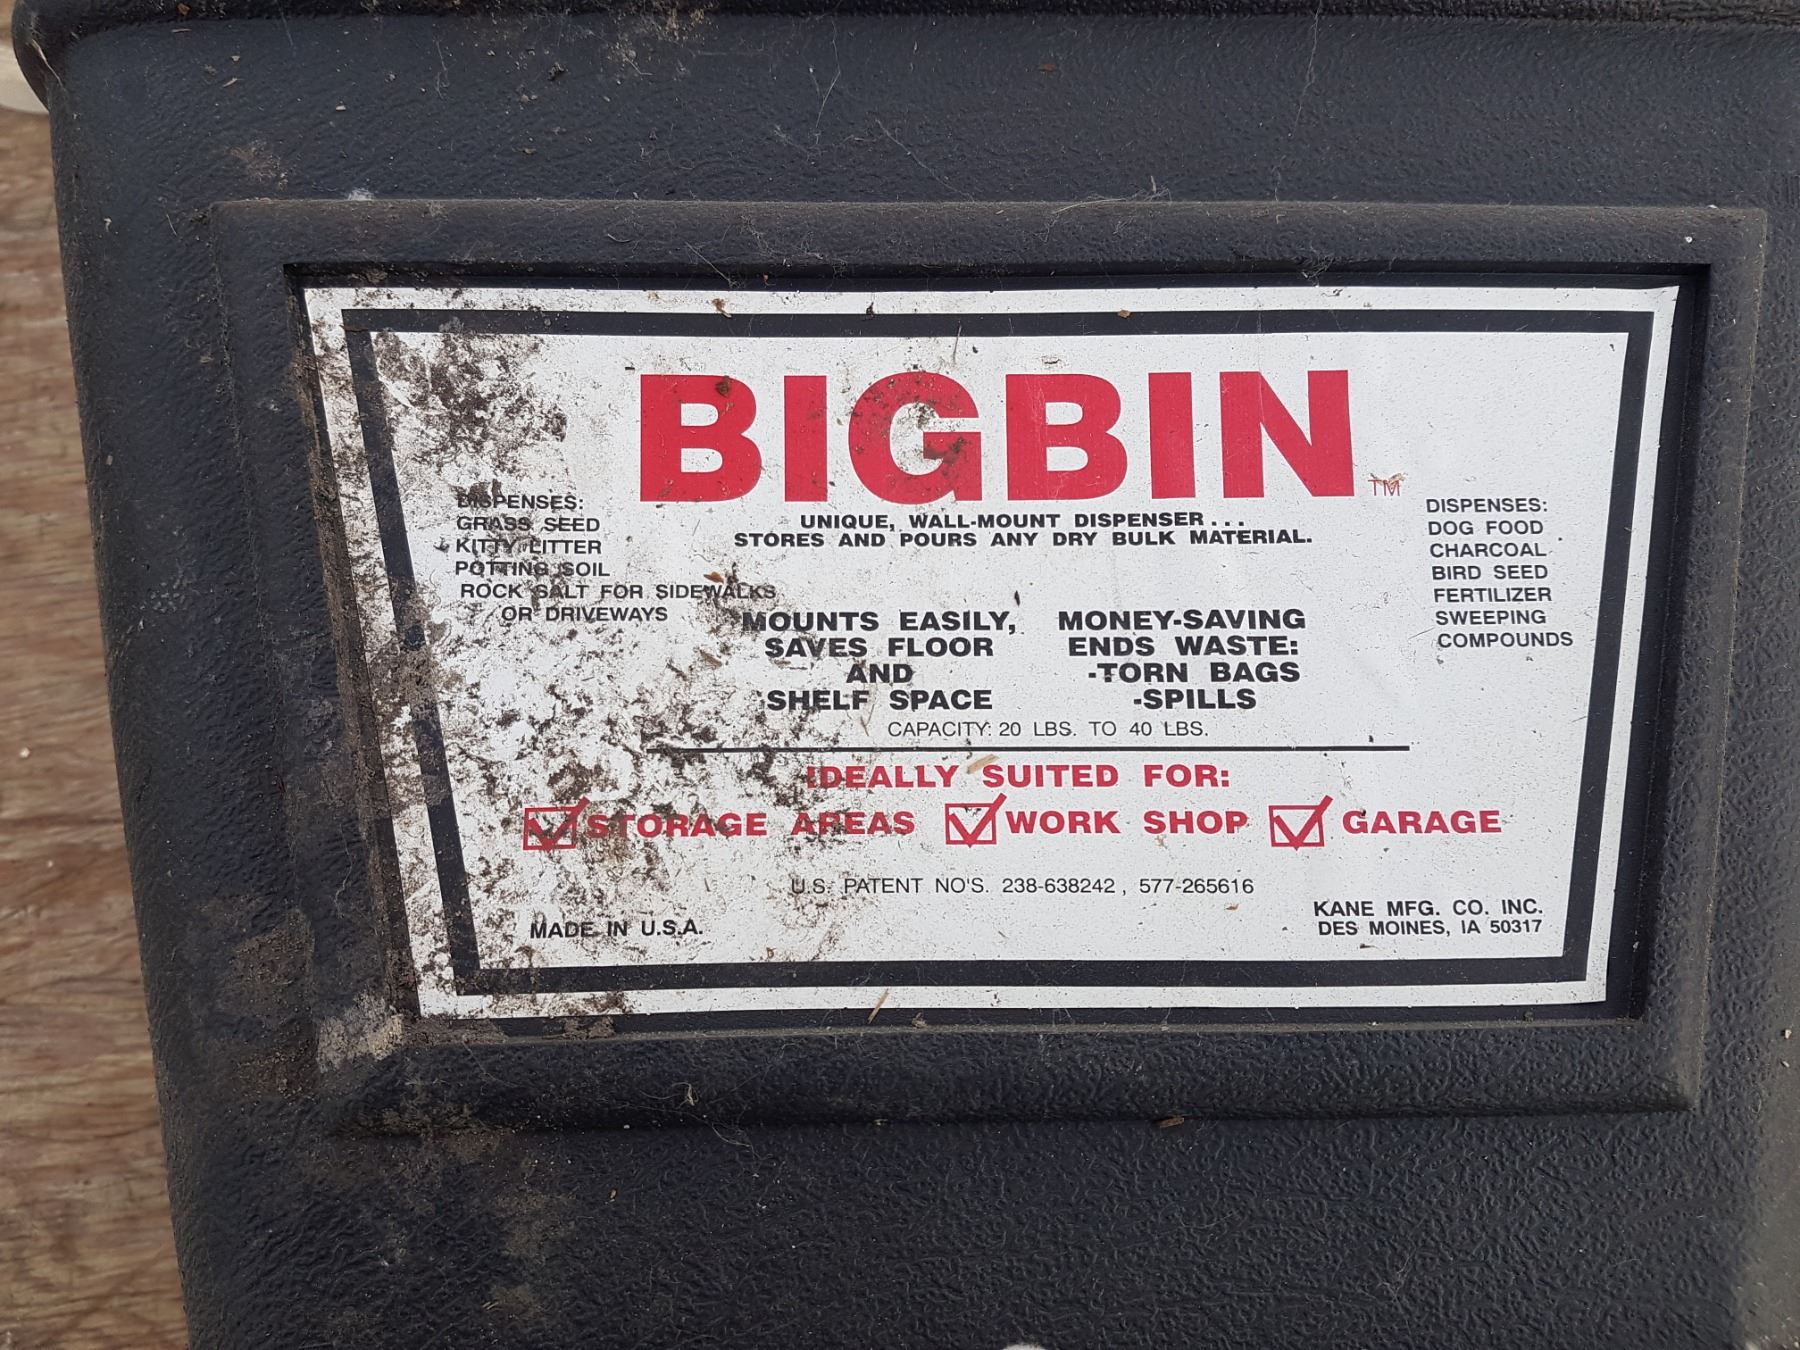 BIGBIN TM
UNIQUE, WALL-MOUNT DISPENSER...
STORES AND POURS ANY DRY BULK MATERIAL.
DISPENSES:
GRASS SEED
KITTY LITTER
POTTING SOIL
ROCK SALT FOR SIDEWALKS
OR DRIVEWAYS
MOUNTS EASILY,
SAVES FLOOR
AND
SHELF SPACE
MONEY-SAVING
ENDS WASTE:
-TORN BAGS
-SPILLS
DISPENSES:
DOG FOOD
CHARCOAL
BIRD SEED
FERTILIZER
SWEEPING
COMPOUNDS
CAPACITY: 20 LBS. TO 40 LBS.
IDEALLY SUITED FOR:
STORAGE AREAS WORK SHOP GARAGE
U.S. PATENT NO'S. 238-638242, 577-265616
MADE IN U.S.A.
KANE MFG. CO. INC.
DES MOINES, IA 50317